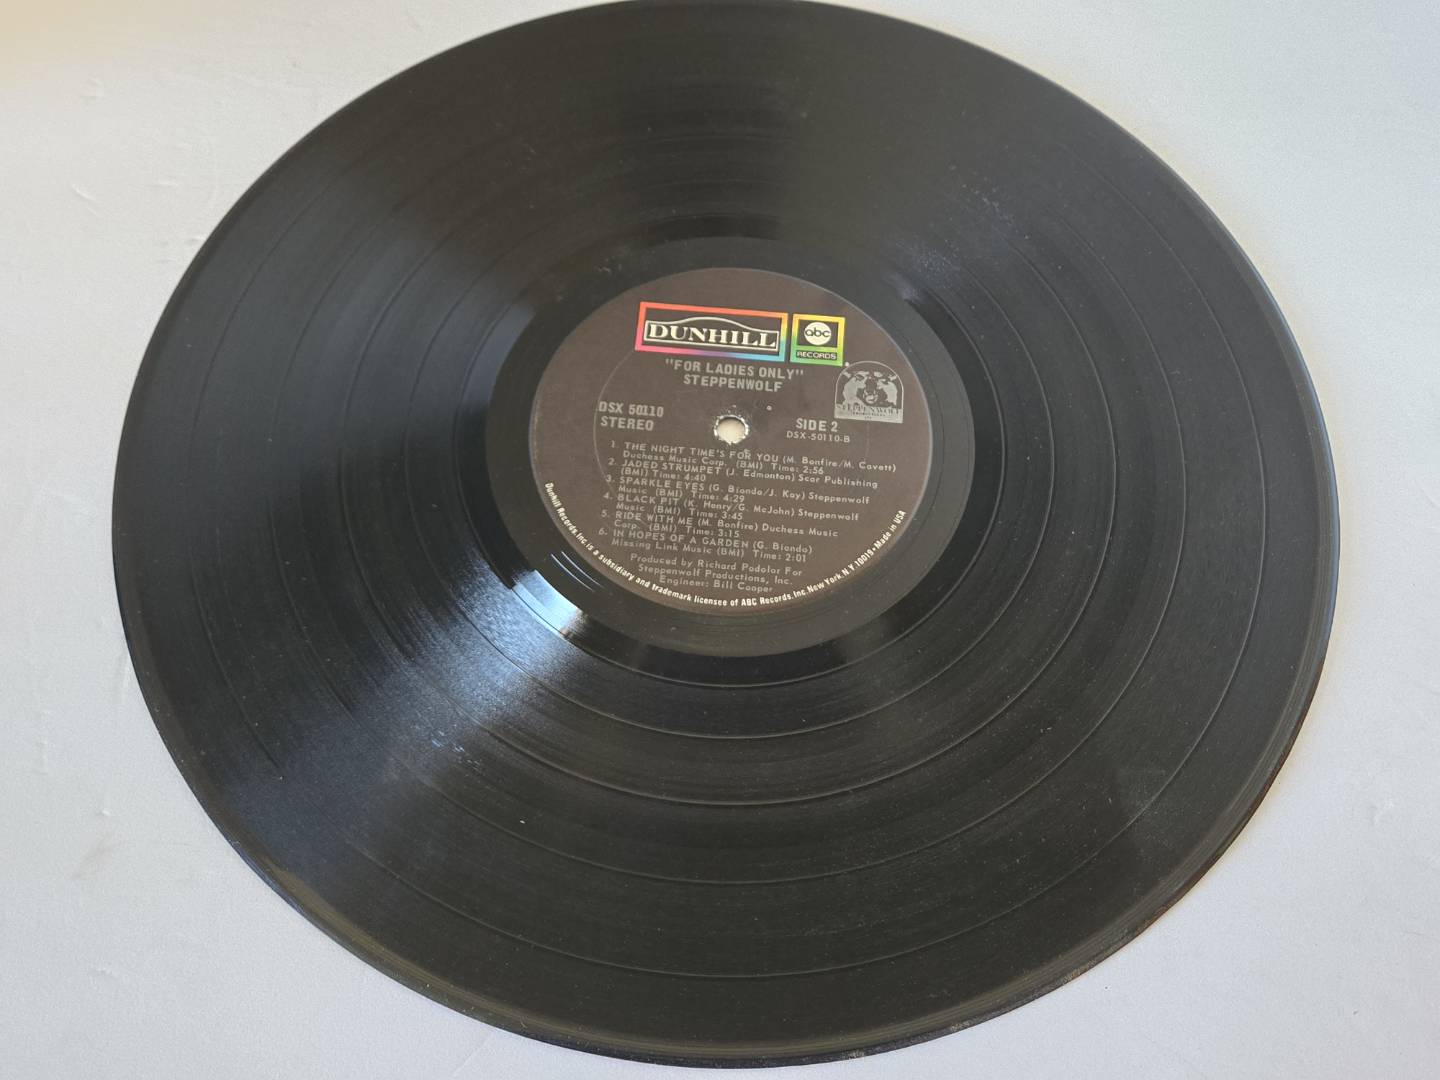 DUNHILL
abc
RECORDS
"FOR LADIES ONLY"
STEPPENWOLF
STEPPENWOLF
DSX 50110
STEREO
SIDE 2
DSX-50110-B
1. THE NIGHT TIME'S FOR YOU (M. Bonfire/M. Cavett)
Duchess Music Corp. (BMI) Time: 2:56
2. JADED STRUMPET (J. Edmonton) Scar Publishing
(BMI) Time: 4:40
3. SPARKLE EYES (G. Biondo/J. Kay) Steppenwolf
Music (BMI) Time: 4:29
4. BLACK PIT (K. Henry/G. McJohn) Steppenwolf
Music (BMI) Time: 3:45
5. RIDE WITH ME (M. Bonfire) Duchess Music
Corp. (BMI) Time: 3:15
6. IN HOPES OF A GARDEN (G. Biondo)
Missing Link Music (BMI) Time: 2:01
Produced by Richard Podolor For
Steppenwolf Productions, Inc.
Engineer: Bill Cooper
Dunhill Records, Inc. is a subsidiary and trademark licensee of ABC Records, Inc. New York, N.Y. 10019 • Made in USA